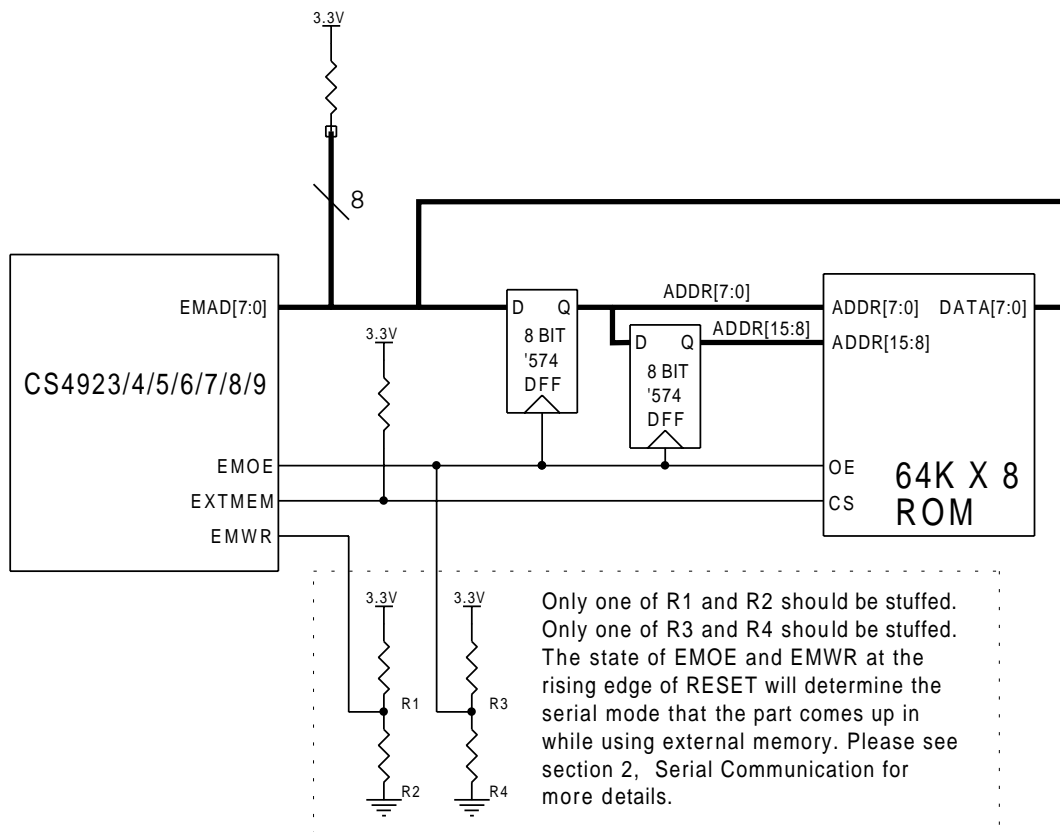 3.3V
8
EMAD[7:0]
CS4923/4/5/6/7/8/9
EMOE
EXTMEM
EMWR
3.3V
D Q
8 BIT
'574
DFF
ADDR[7:0]
D Q
8 BIT
'574
DFF
ADDR[15:8]
ADDR[7:0] DATA[7:0]
ADDR[15:8]
OE
CS
64K X 8
ROM
3.3V
R1
R2
3.3V
R3
R4
Only one of R1 and R2 should be stuffed.
Only one of R3 and R4 should be stuffed.
The state of EMOE and EMWR at the
rising edge of RESET will determine the
serial mode that the part comes up in
while using external memory. Please see
section 2, Serial Communication for
more details.